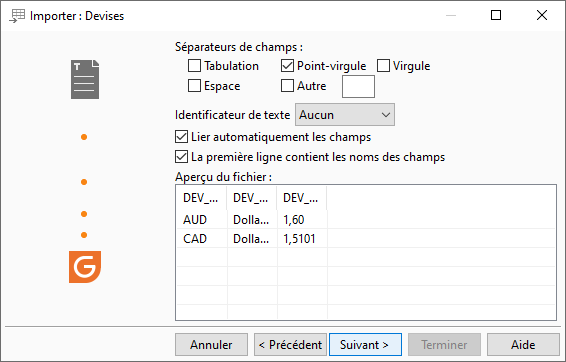 Importer : Devises
Séparateurs de champs :
Tabulation Point-virgule Virgule
Espace Autre
Identificateur de texte Aucun
Lier automatiquement les champs
La première ligne contient les noms des champs
Aperçu du fichier :
DEV_... DEV_... DEV_...
AUD Dolla... 1,60
CAD Dolla... 1,5101
Annuler < Précédent Suivant > Terminer Aide